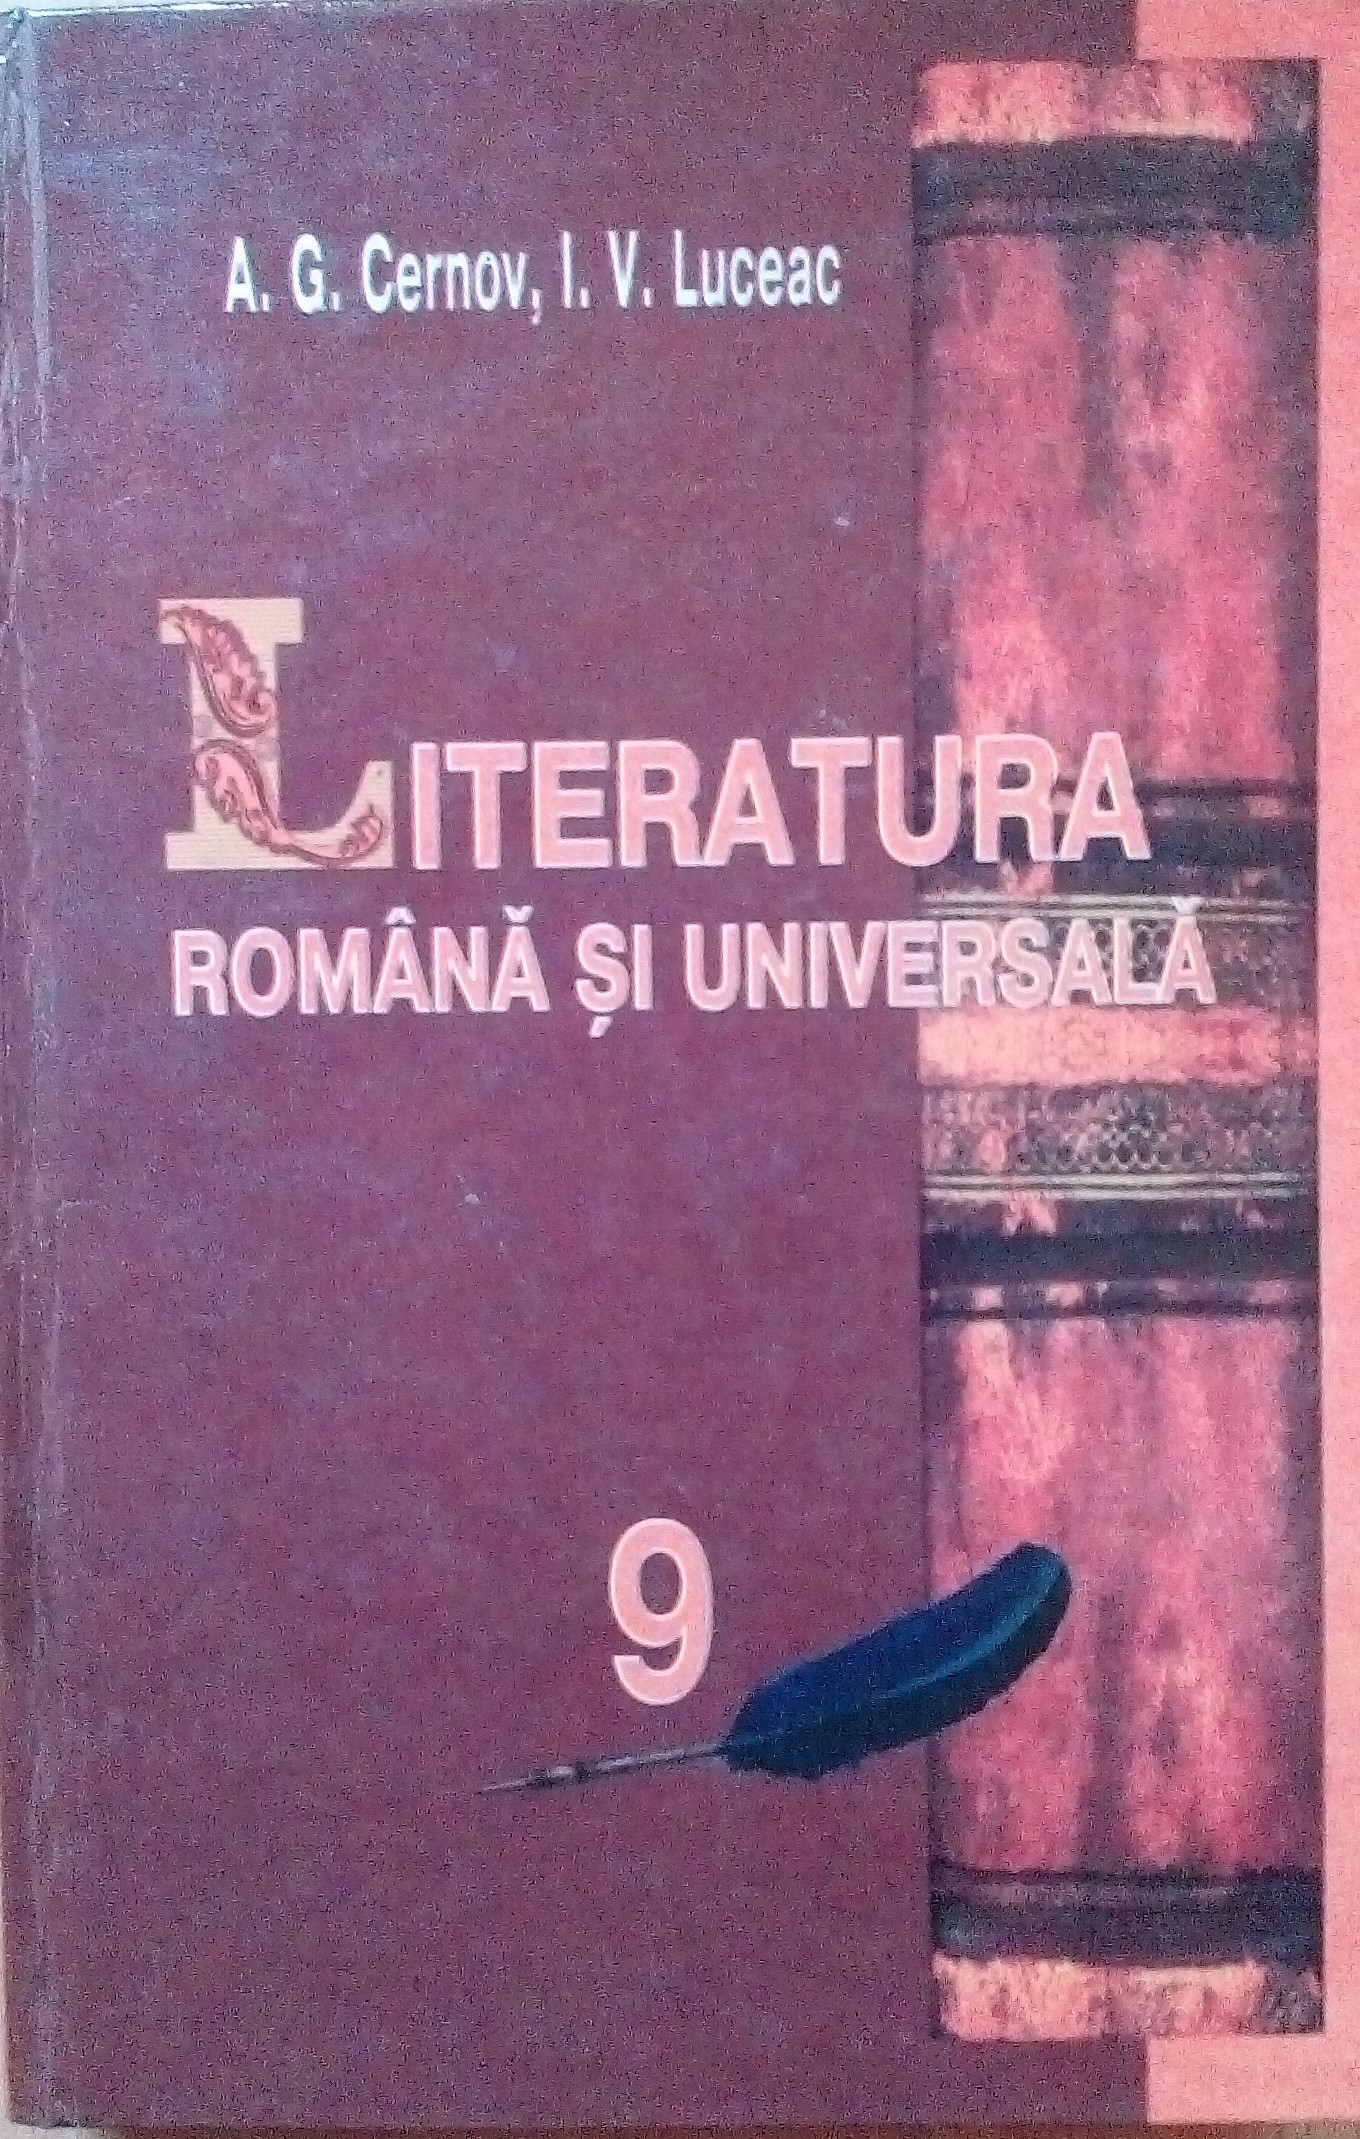 A. G. Cernov, I. V. Luceac
LITERATURA
ROMÂNĂ ȘI UNIVERSALĂ
9